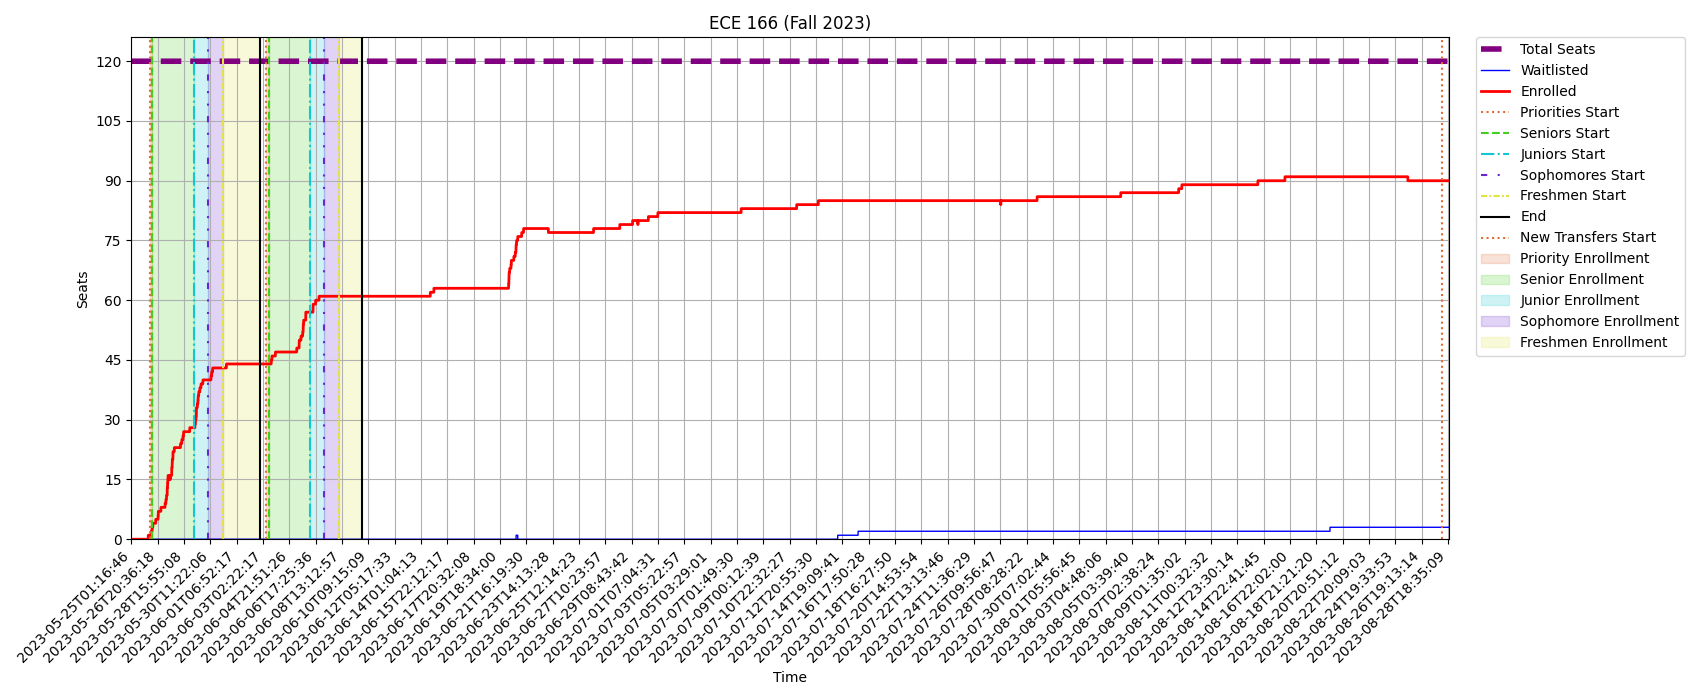 ECE 166 (Fall 2023)
Seats
120
105
90
75
60
45
30
15
0
2023-05-25T01:16:46
2023-05-26T20:36:18
2023-05-28T15:55:08
2023-05-30T11:22:06
2023-06-01T06:52:17
2023-06-03T02:22:17
2023-06-04T21:51:26
2023-06-06T17:25:36
2023-06-08T13:12:57
2023-06-10T09:15:09
2023-06-12T05:17:33
2023-06-14T01:04:13
2023-06-15T22:12:17
2023-06-17T20:32:08
2023-06-19T18:34:00
2023-06-21T16:19:30
2023-06-23T14:13:28
2023-06-25T12:14:23
2023-06-27T10:23:57
2023-06-29T08:43:42
2023-07-01T07:04:31
2023-07-03T05:22:57
2023-07-05T03:29:01
2023-07-07T01:49:30
2023-07-09T00:12:39
2023-07-10T22:32:27
2023-07-12T20:55:30
2023-07-14T19:09:41
2023-07-16T17:50:28
2023-07-18T16:27:50
2023-07-20T14:53:54
2023-07-22T13:13:46
2023-07-24T11:36:29
2023-07-26T09:56:47
2023-07-28T08:28:22
2023-07-30T07:02:44
2023-08-01T05:56:45
2023-08-03T04:48:06
2023-08-05T03:39:40
2023-08-07T02:38:24
2023-08-09T01:35:02
2023-08-11T00:32:32
2023-08-12T23:30:14
2023-08-14T22:41:45
2023-08-16T22:02:00
2023-08-18T21:21:20
2023-08-20T20:51:12
2023-08-22T20:09:03
2023-08-24T19:33:53
2023-08-26T19:13:14
2023-08-28T18:35:09
Time
Total Seats
Waitlisted
Enrolled
Priorities Start
Seniors Start
Juniors Start
Sophomores Start
Freshmen Start
End
New Transfers Start
Priority Enrollment
Senior Enrollment
Junior Enrollment
Sophomore Enrollment
Freshmen Enrollment